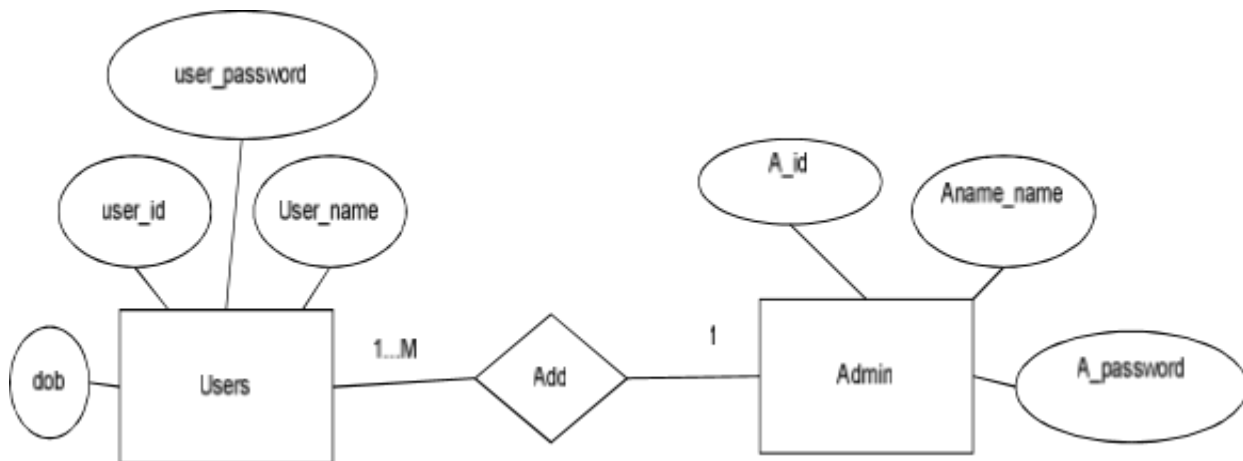 user_password
A_id
Aname_name
user_id
User_name
1...M
1
A_password
dob
Users
Add
Admin